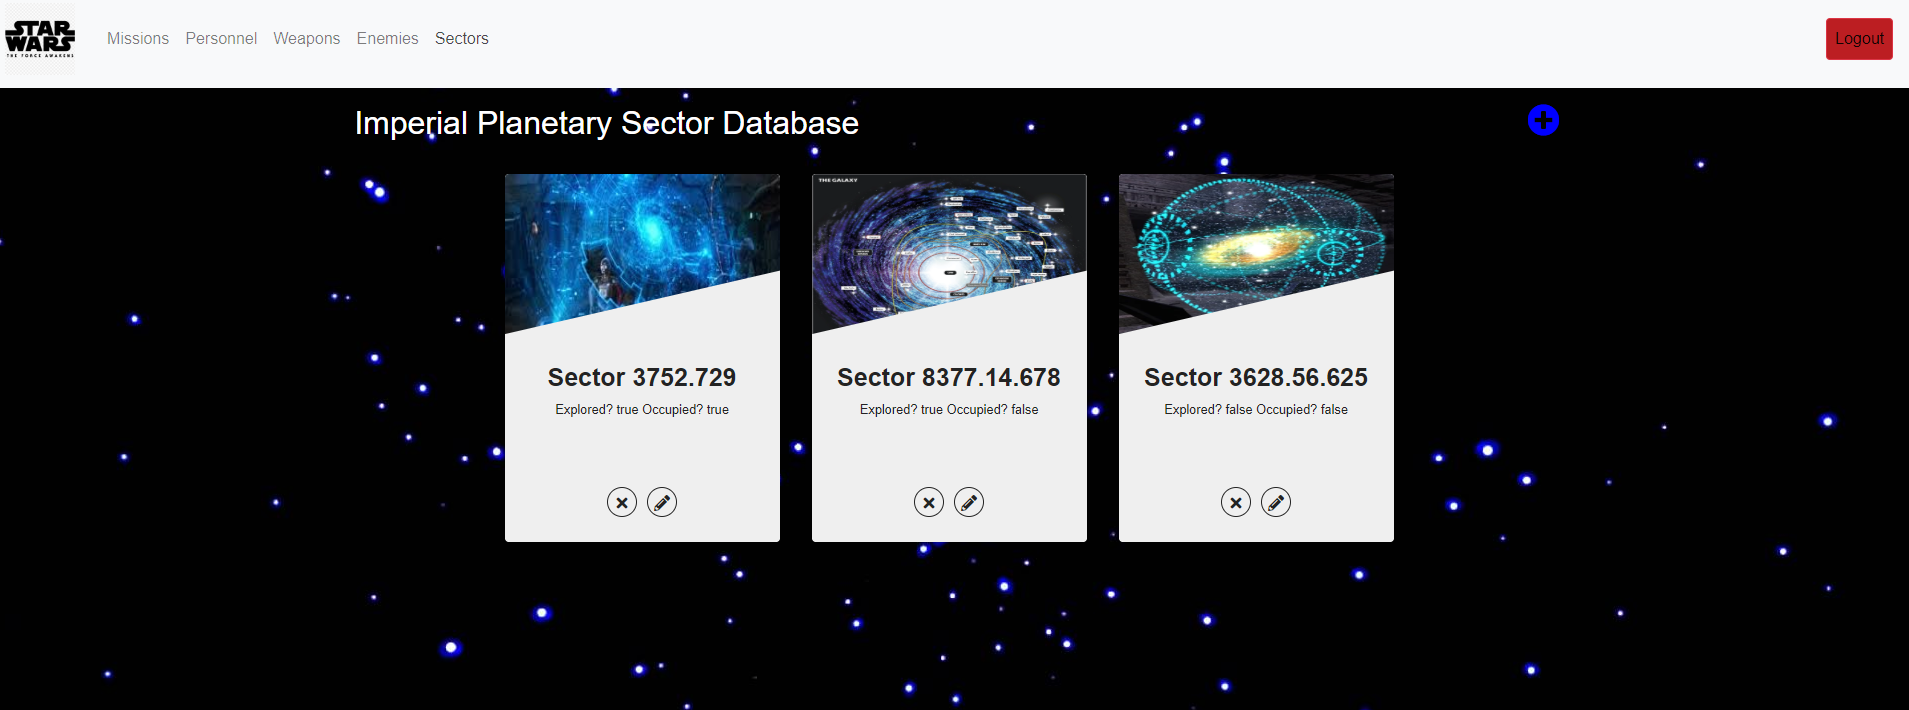 STAR
WARS
THE FORCE AWAKENS
Missions Personnel Weapons Enemies Sectors
Logout
Imperial Planetary Sector Database
THE GALAXY
Sector 3752.729
Explored? true Occupied? true
Sector 8377.14.678
Explored? true Occupied? false
Sector 3628.56.625
Explored? false Occupied? false